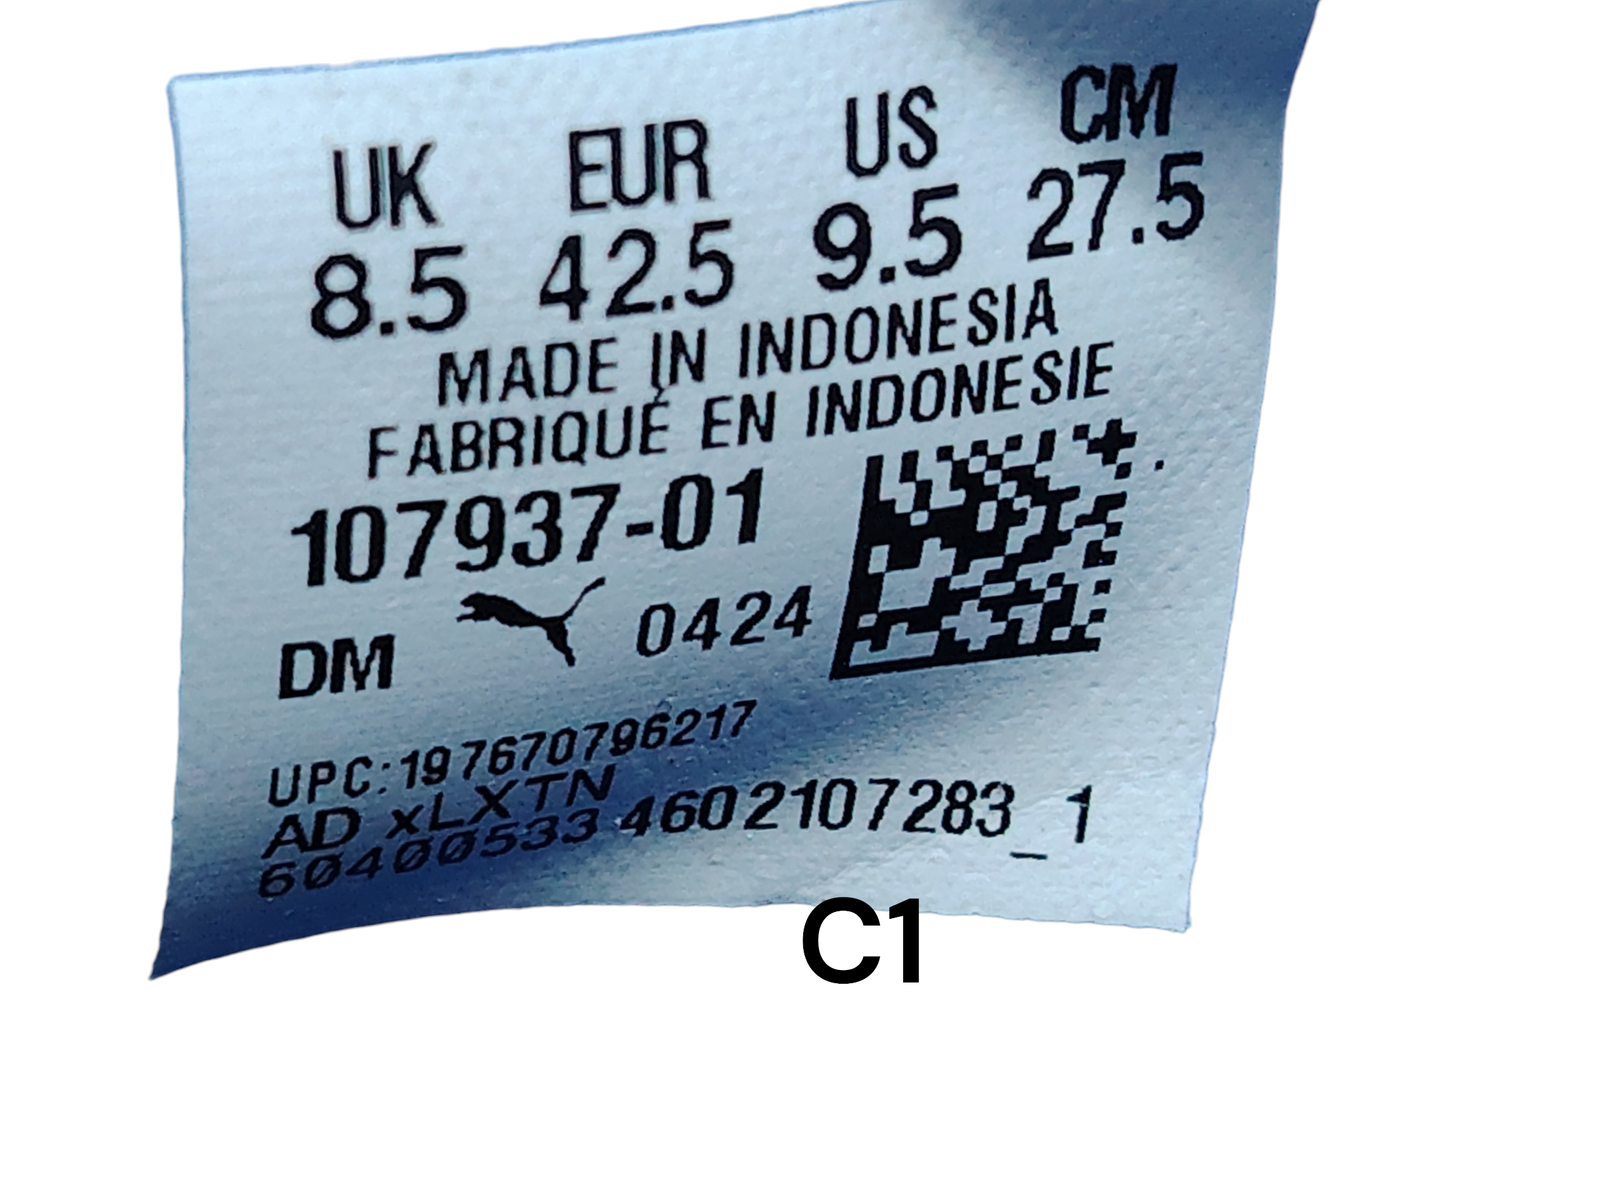 UK EUR US CM
8.5 42.5 9.5 27.5
MADE IN INDONESIA
FABRIQUÉ EN INDONESIE
107937-01
DM 0424
UPC:197670796217
AD xLXTN
60400533 4602107283_1
C1